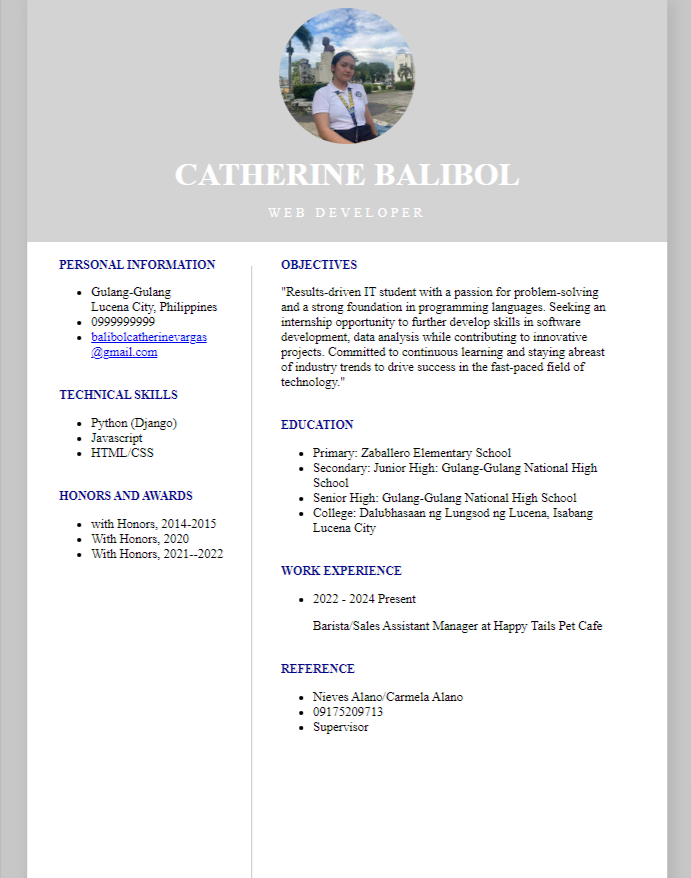 CATHERINE BALIBOL
WEB DEVELOPER
PERSONAL INFORMATION
Gulang-Gulang
Lucena City, Philippines
0999999999
balibolcatherinevargas
@gmail.com
TECHNICAL SKILLS
Python (Django)
Javascript
HTML/CSS
HONORS AND AWARDS
with Honors, 2014-2015
With Honors, 2020
With Honors, 2021--2022
OBJECTIVES
"Results-driven IT student with a passion for problem-solving
and a strong foundation in programming languages. Seeking an
internship opportunity to further develop skills in software
development, data analysis while contributing to innovative
projects. Committed to continuous learning and staying abreast
of industry trends to drive success in the fast-paced field of
technology."
EDUCATION
Primary: Zaballero Elementary School
Secondary: Junior High: Gulang-Gulang National High
School
Senior High: Gulang-Gulang National High School
College: Dalubhasaan ng Lungsod ng Lucena, Isabang
Lucena City
WORK EXPERIENCE
2022 - 2024 Present
Barista/Sales Assistant Manager at Happy Tails Pet Cafe
REFERENCE
Nieves Alano/Carmela Alano
09175209713
Supervisor